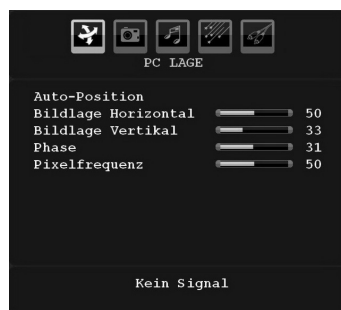 PC LAGE
Auto-Position
Bildlage Horizontal 50
Bildlage Vertikal 33
Phase 31
Pixelfrequenz 50
Kein Signal